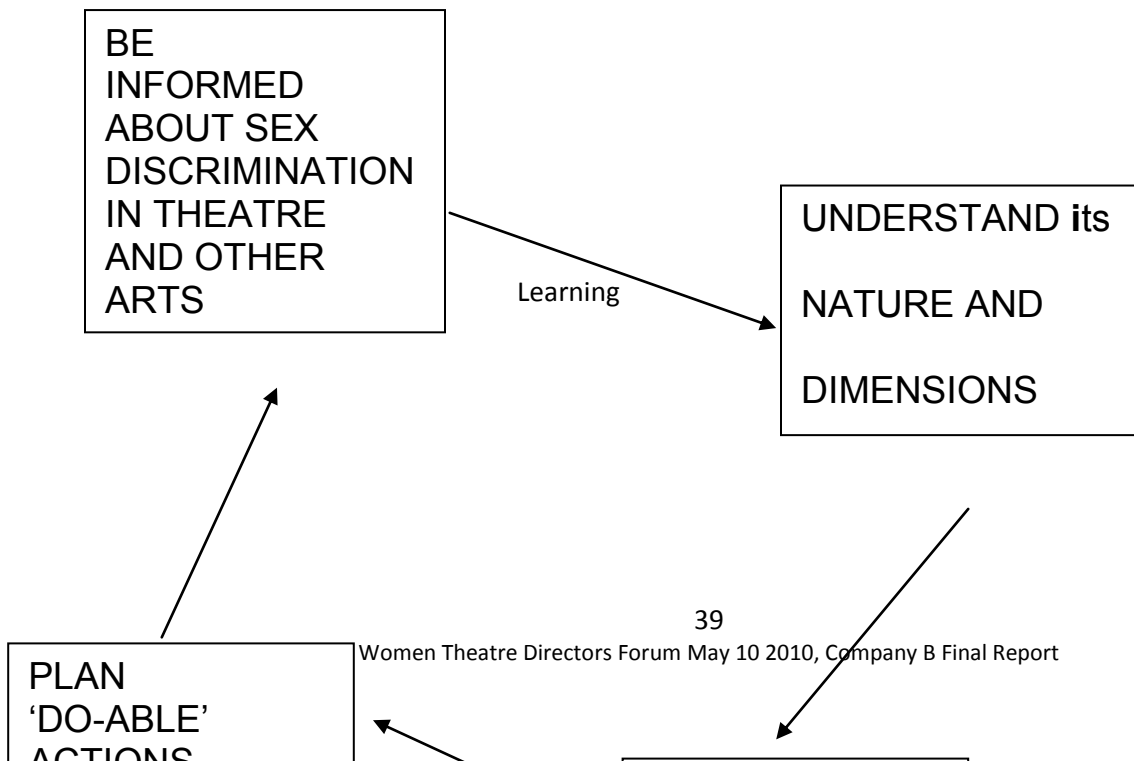 BE
INFORMED
ABOUT SEX
DISCRIMINATION
IN THEATRE
AND OTHER
ARTS
Learning
UNDERSTAND its
NATURE AND
DIMENSIONS
39
Women Theatre Directors Forum May 10 2010, Company B Final Report
PLAN
‘DO-ABLE’
ACTIONS